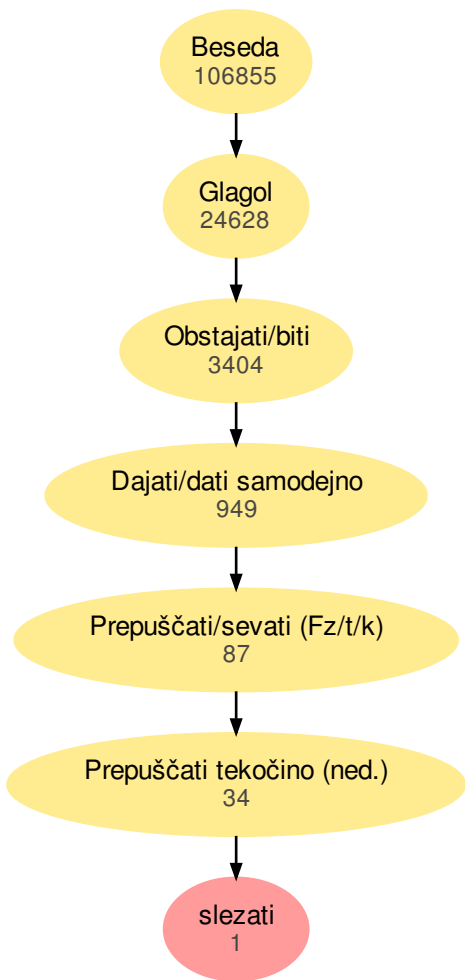 Beseda
106855
Glagol
24628
Obstajati/biti
3404
Dajati/dati samodejno
949
Prepuščati/sevati (Fz/t/k)
87
Prepuščati tekočino (ned.)
34
slezati
1